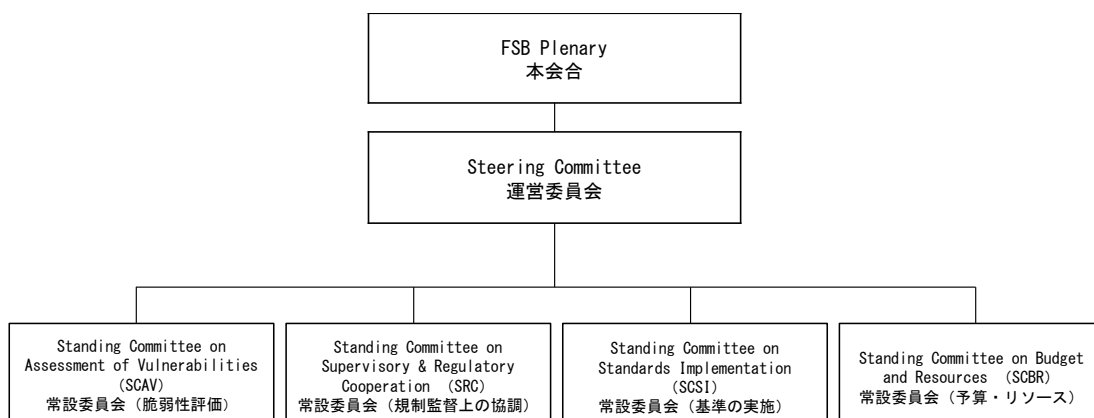 FSB Plenary
本会合
Steering Committee
運営委員会
Standing Committee on
Assessment of Vulnerabilities
(SCAV)
常設委員会（脆弱性評価）
Standing Committee on
Supervisory & Regulatory
Cooperation （SRC）
常設委員会（規制監督上の協調）
Standing Committee on
Standards Implementation
(SCSI)
常設委員会（基準の実施）
Standing Committee on Budget
and Resources （SCBR）
常設委員会（予算・リソース）